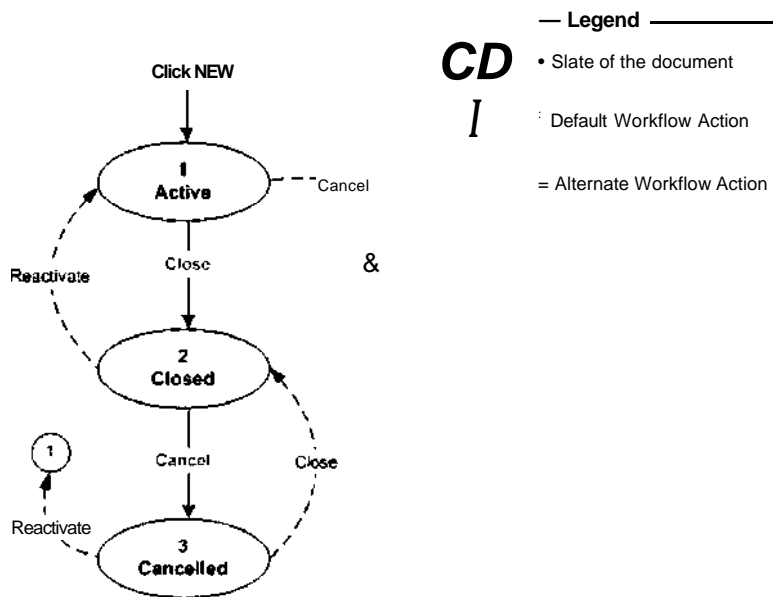 — Legend —
CD • Slate of the document
I : Default Workflow Action
= Alternate Workflow Action
Click NEW
1
Active
Cancel
Reactivate
Close
&
2
Closed
1
Cancel
Close
Reactivate
3
Cancelled